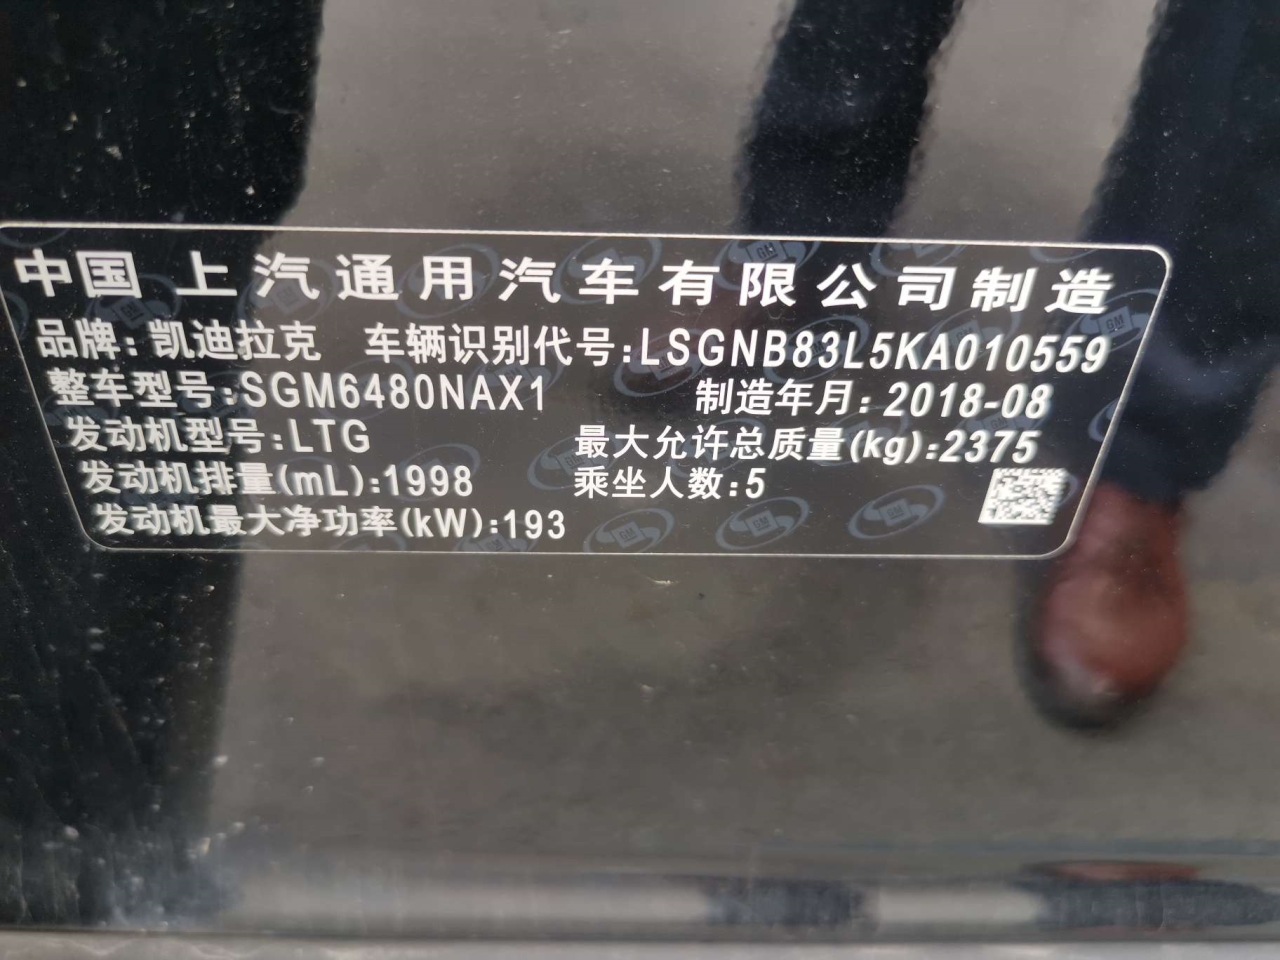 中国 上汽通用汽车有限公司制造
品牌:凯迪拉克 车辆识别代号:LSGNB83L5KA010559
整车型号:SGM6480NAX1 制造年月:2018-08
发动机型号:LTG 最大允许总质量(kg):2375
发动机排量(mL):1998 乘坐人数:5
发动机最大净功率(kW):193